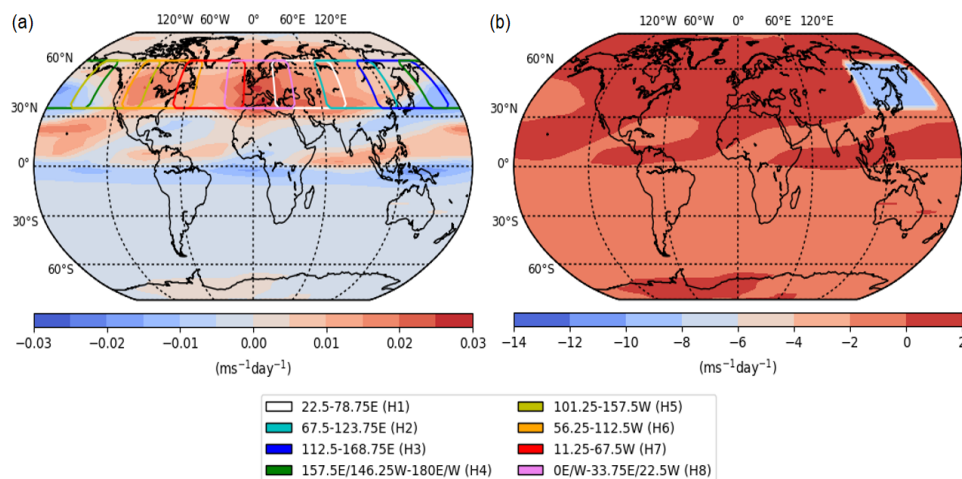 (a) 120°W 60°W 0° 60°E 120°E
(b) 120°W 60°W 0° 60°E 120°E
60°N 60°N
30°N 30°N
0° 0°
30°S 30°S
60°S 60°S
−0.03 −0.02 −0.01 0.00 0.01 0.02 0.03
(ms⁻¹day⁻¹)
−14 −12 −10 −8 −6 −4 −2 0 2
(ms⁻¹day⁻¹)
22.5-78.75E (H1)
67.5-123.75E (H2)
112.5-168.75E (H3)
157.5E/146.25W-180E/W (H4)
101.25-157.5W (H5)
56.25-112.5W (H6)
11.25-67.5W (H7)
0E/W-33.75E/22.5W (H8)